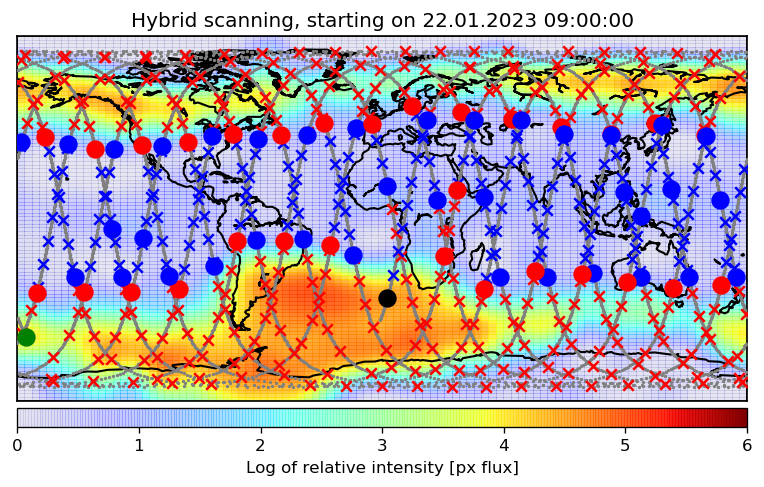 Hybrid scanning, starting on 22.01.2023 09:00:00
0 1 2 3 4 5 6
Log of relative intensity [px flux]